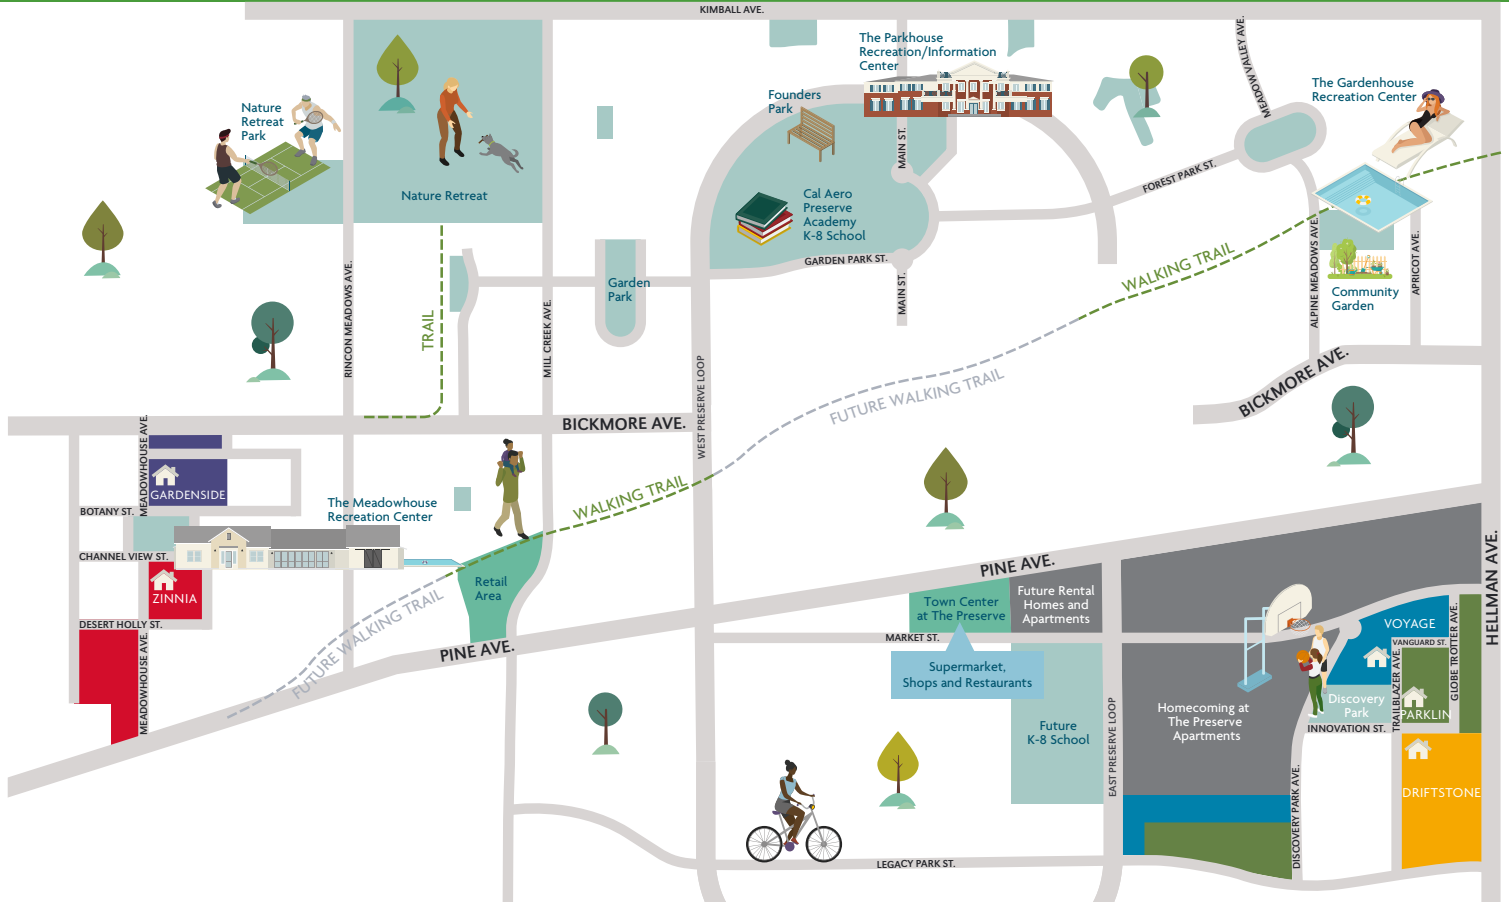 KIMBALL AVE.
The Parkhouse
Recreation/Information
Center
MEADOW VALLEY AVE.
The Gardenhouse
Recreation Center
Founders
Park
Nature
Retreat
Park
MAIN ST.
FOREST PARK ST.
Nature Retreat
Cal Aero
Preserve
Academy
K-8 School
GARDEN PARK ST.
MAIN ST.
WALKING TRAIL
ALPINE MEADOWS AVE.
APRICOT AVE.
Community
Garden
Garden
Park
RINCON MEADOWS AVE.
TRAIL
MILL CREEK AVE.
WEST PRESERVE LOOP
FUTURE WALKING TRAIL
BICKMORE AVE.
BICKMORE AVE.
MEADOWHOUSE AVE.
GARDENSIDE
BOTANY ST.
The Meadowhouse
Recreation Center
WALKING TRAIL
CHANNEL VIEW ST.
ZINNIA
DESERT HOLLY ST.
MEADOWHOUSE AVE.
FUTURE WALKING TRAIL
Retail
Area
PINE AVE.
PINE AVE.
HELLMAN AVE.
Town Center
at The Preserve
Future Rental
Homes and
Apartments
MARKET ST.
Supermarket,
Shops and Restaurants
Future
K-8 School
EAST PRESERVE LOOP
Homecoming at
The Preserve
Apartments
VOYAGE
VANGUARD ST.
GLOBE TROTTER AVE.
TRAILBLAZER AVE.
Discovery
Park
PARKLIN
INNOVATION ST.
DRIFTSTONE
DISCOVERY PARK AVE.
LEGACY PARK ST.